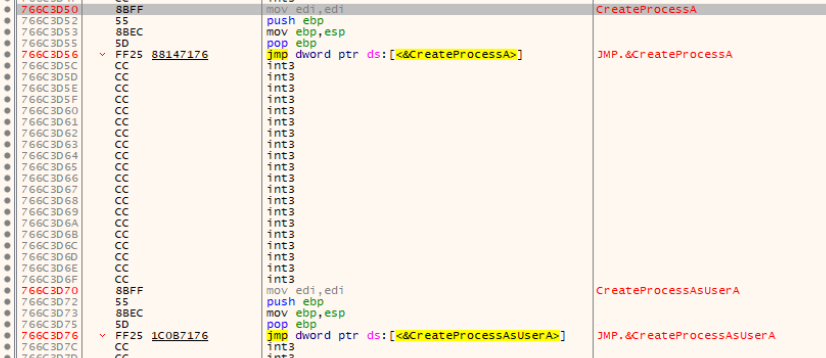 766C3D50 8BFF mov edi,edi CreateProcessA
766C3D52 55 push ebp
766C3D53 8BEC mov ebp,esp
766C3D55 5D pop ebp
766C3D56 FF25 88147176 jmp dword ptr ds:[<&CreateProcessA>] JMP.&CreateProcessA
766C3D5C CC int3
766C3D5D CC int3
766C3D5E CC int3
766C3D5F CC int3
766C3D60 CC int3
766C3D61 CC int3
766C3D62 CC int3
766C3D63 CC int3
766C3D64 CC int3
766C3D65 CC int3
766C3D66 CC int3
766C3D67 CC int3
766C3D68 CC int3
766C3D69 CC int3
766C3D6A CC int3
766C3D6B CC int3
766C3D6C CC int3
766C3D6D CC int3
766C3D6E CC int3
766C3D6F CC int3
766C3D70 8BFF mov edi,edi CreateProcessAsUserA
766C3D72 55 push ebp
766C3D73 8BEC mov ebp,esp
766C3D75 5D pop ebp
766C3D76 FF25 1C0B7176 jmp dword ptr ds:[<&CreateProcessAsUserA>] JMP.&CreateProcessAsUserA
766C3D7C CC int3